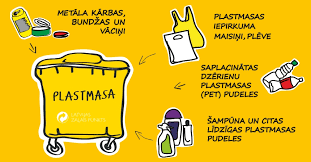 METĀLA KĀRBAS,
BUNDŽAS UN
VĀCIŅI
PLASTMASAS
IEPIRKUMA
MAISIŅI, PLĒVE
PLASTMASA
SAPLACINĀTAS
DZĒRIENU
PLASTMASAS
(PET) PUDELES
ŠAMPŪNA UN CITAS
LĪDZĪGAS PLASTMASAS
PUDELES